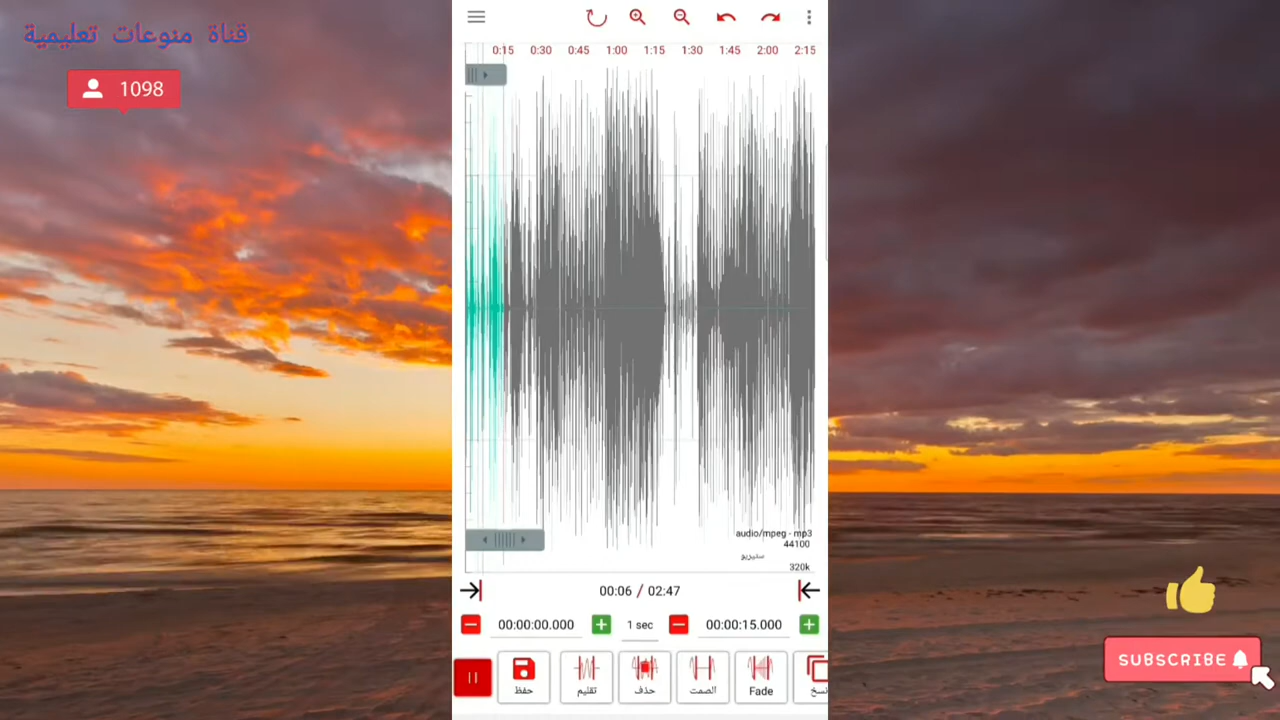 قناة منوعات تعليمية
1098
0:15 0:30 0:45 1:00 1:15 1:30 1:45 2:00 2:15
audio/mpeg - mp3
44100
ستيريو
320k
00:06 / 02:47
00:00:00.000 1 sec 00:00:15.000
حفظ تقليم حذف الصمت Fade نسخ
SUBSCRIBE